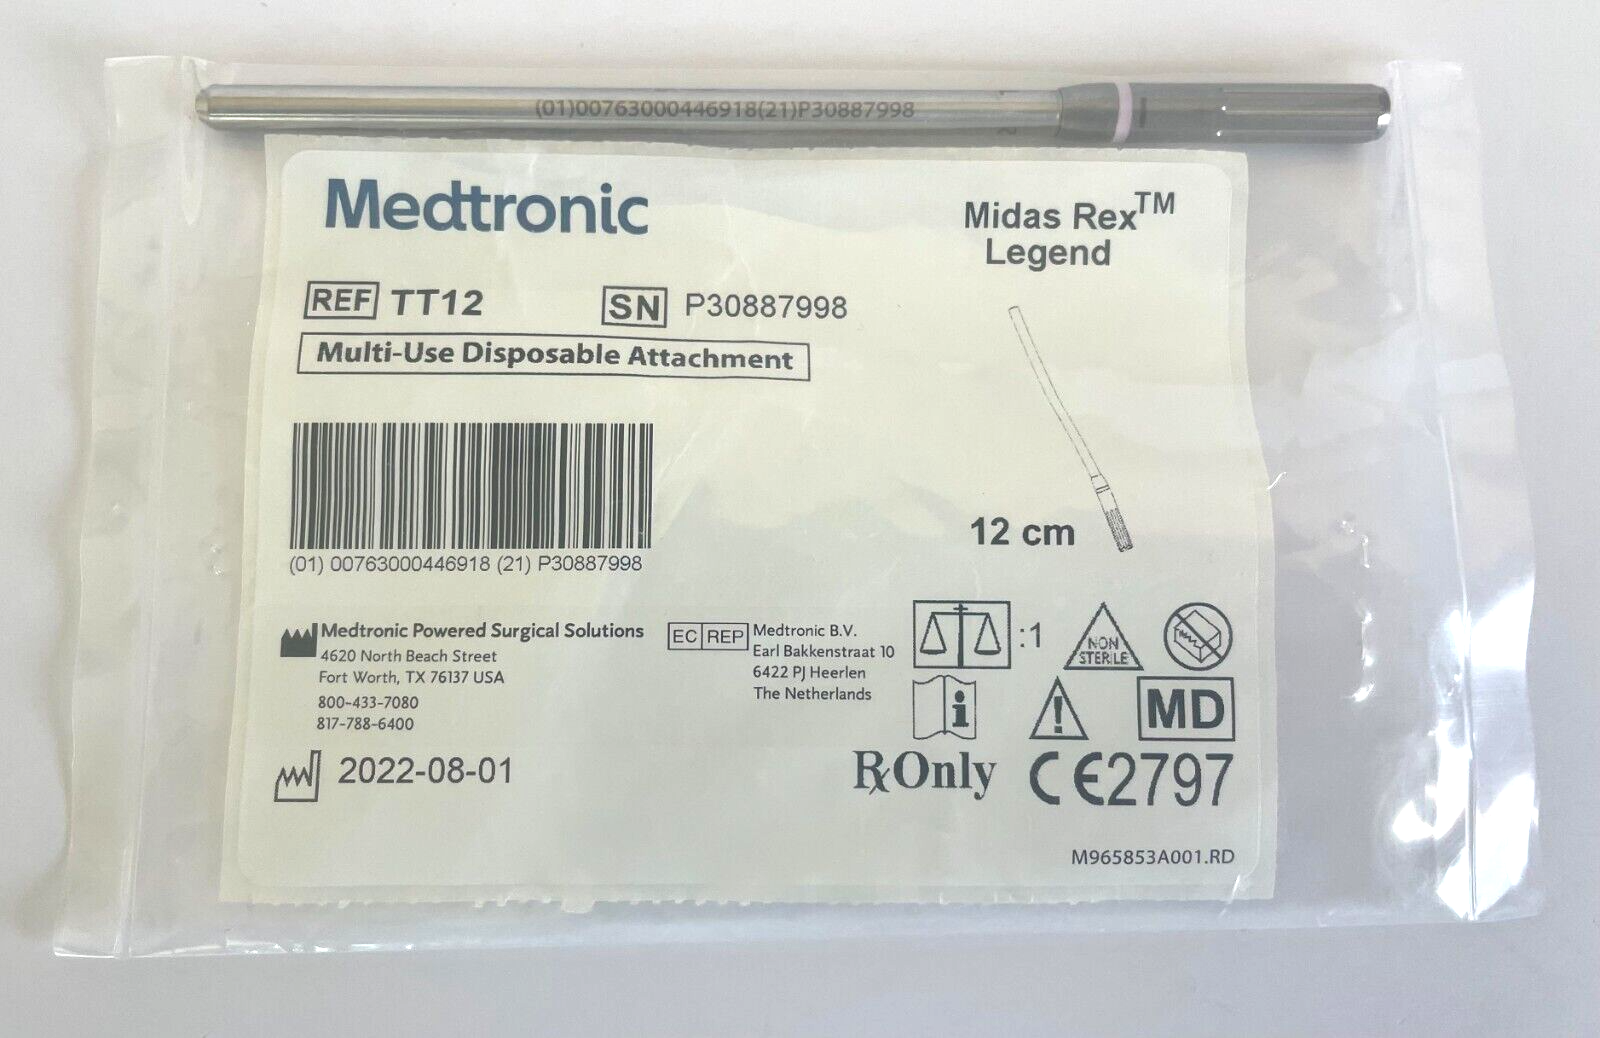 (01)00763000446918(21)P30887998
2
Medtronic
Midas Rex™
Legend
REF TT12
SN P30887998
Multi-Use Disposable Attachment
12 cm
(01) 00763000446918 (21) P30887998
Medtronic Powered Surgical Solutions
4620 North Beach Street
Fort Worth, TX 76137 USA
800-433-7080
817-788-6400
EC REP
Medtronic B.V.
Earl Bakkenstraat 10
6422 PJ Heerlen
The Netherlands
:1
NON
STERILE
i
!
MD
2022-08-01
℞ Only
CE2797
M965853A001.RD